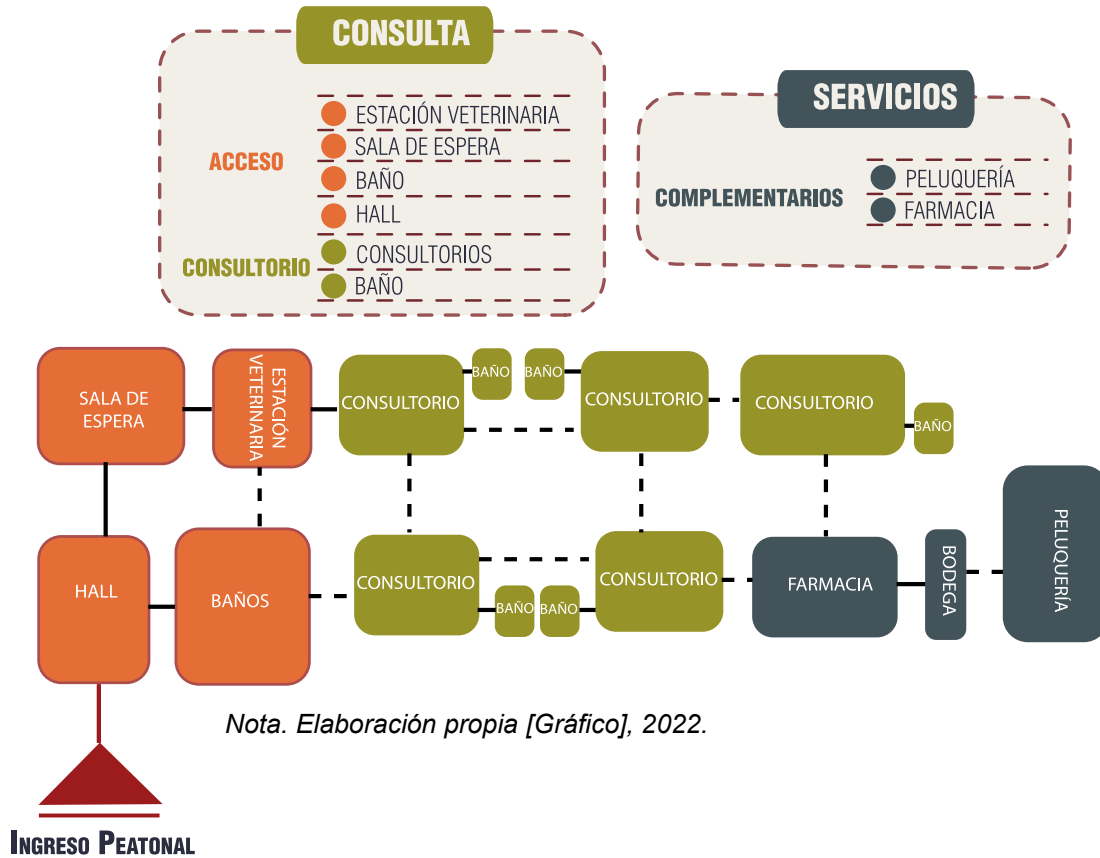 CONSULTA
ACCESO
ESTACIÓN VETERINARIA
SALA DE ESPERA
BAÑO
HALL
CONSULTORIO
CONSULTORIOS
BAÑO
SERVICIOS
COMPLEMENTARIOS
PELUQUERÍA
FARMACIA
SALA DE
ESPERA
ESTACIÓN
VETERINARIA
CONSULTORIO
BAÑO
BAÑO
CONSULTORIO
CONSULTORIO
BAÑO
HALL
BAÑOS
CONSULTORIO
BAÑO
BAÑO
CONSULTORIO
FARMACIA
BODEGA
PELUQUERÍA
Nota. Elaboración propia [Gráfico], 2022.
INGRESO PEATONAL